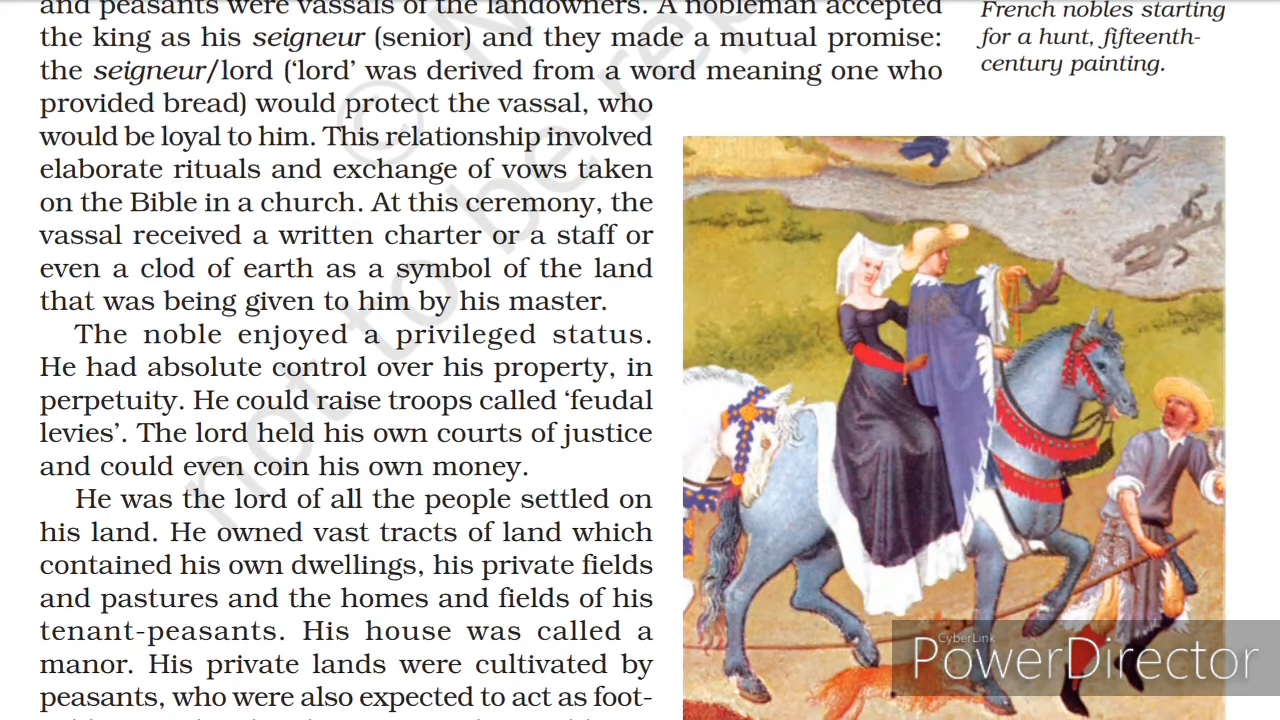 and peasants were vassals of the landowners. A nobleman accepted
the king as his seigneur (senior) and they made a mutual promise:
the seigneur/lord (‘lord’ was derived from a word meaning one who
provided bread) would protect the vassal, who
would be loyal to him. This relationship involved
elaborate rituals and exchange of vows taken
on the Bible in a church. At this ceremony, the
vassal received a written charter or a staff or
even a clod of earth as a symbol of the land
that was being given to him by his master.
The noble enjoyed a privileged status.
He had absolute control over his property, in
perpetuity. He could raise troops called ‘feudal
levies’. The lord held his own courts of justice
and could even coin his own money.
He was the lord of all the people settled on
his land. He owned vast tracts of land which
contained his own dwellings, his private fields
and pastures and the homes and fields of his
tenant-peasants. His house was called a
manor. His private lands were cultivated by
peasants, who were also expected to act as foot-
French nobles starting
for a hunt, fifteenth-
century painting.
© N
not to be rep
CyberLink
PowerDirector